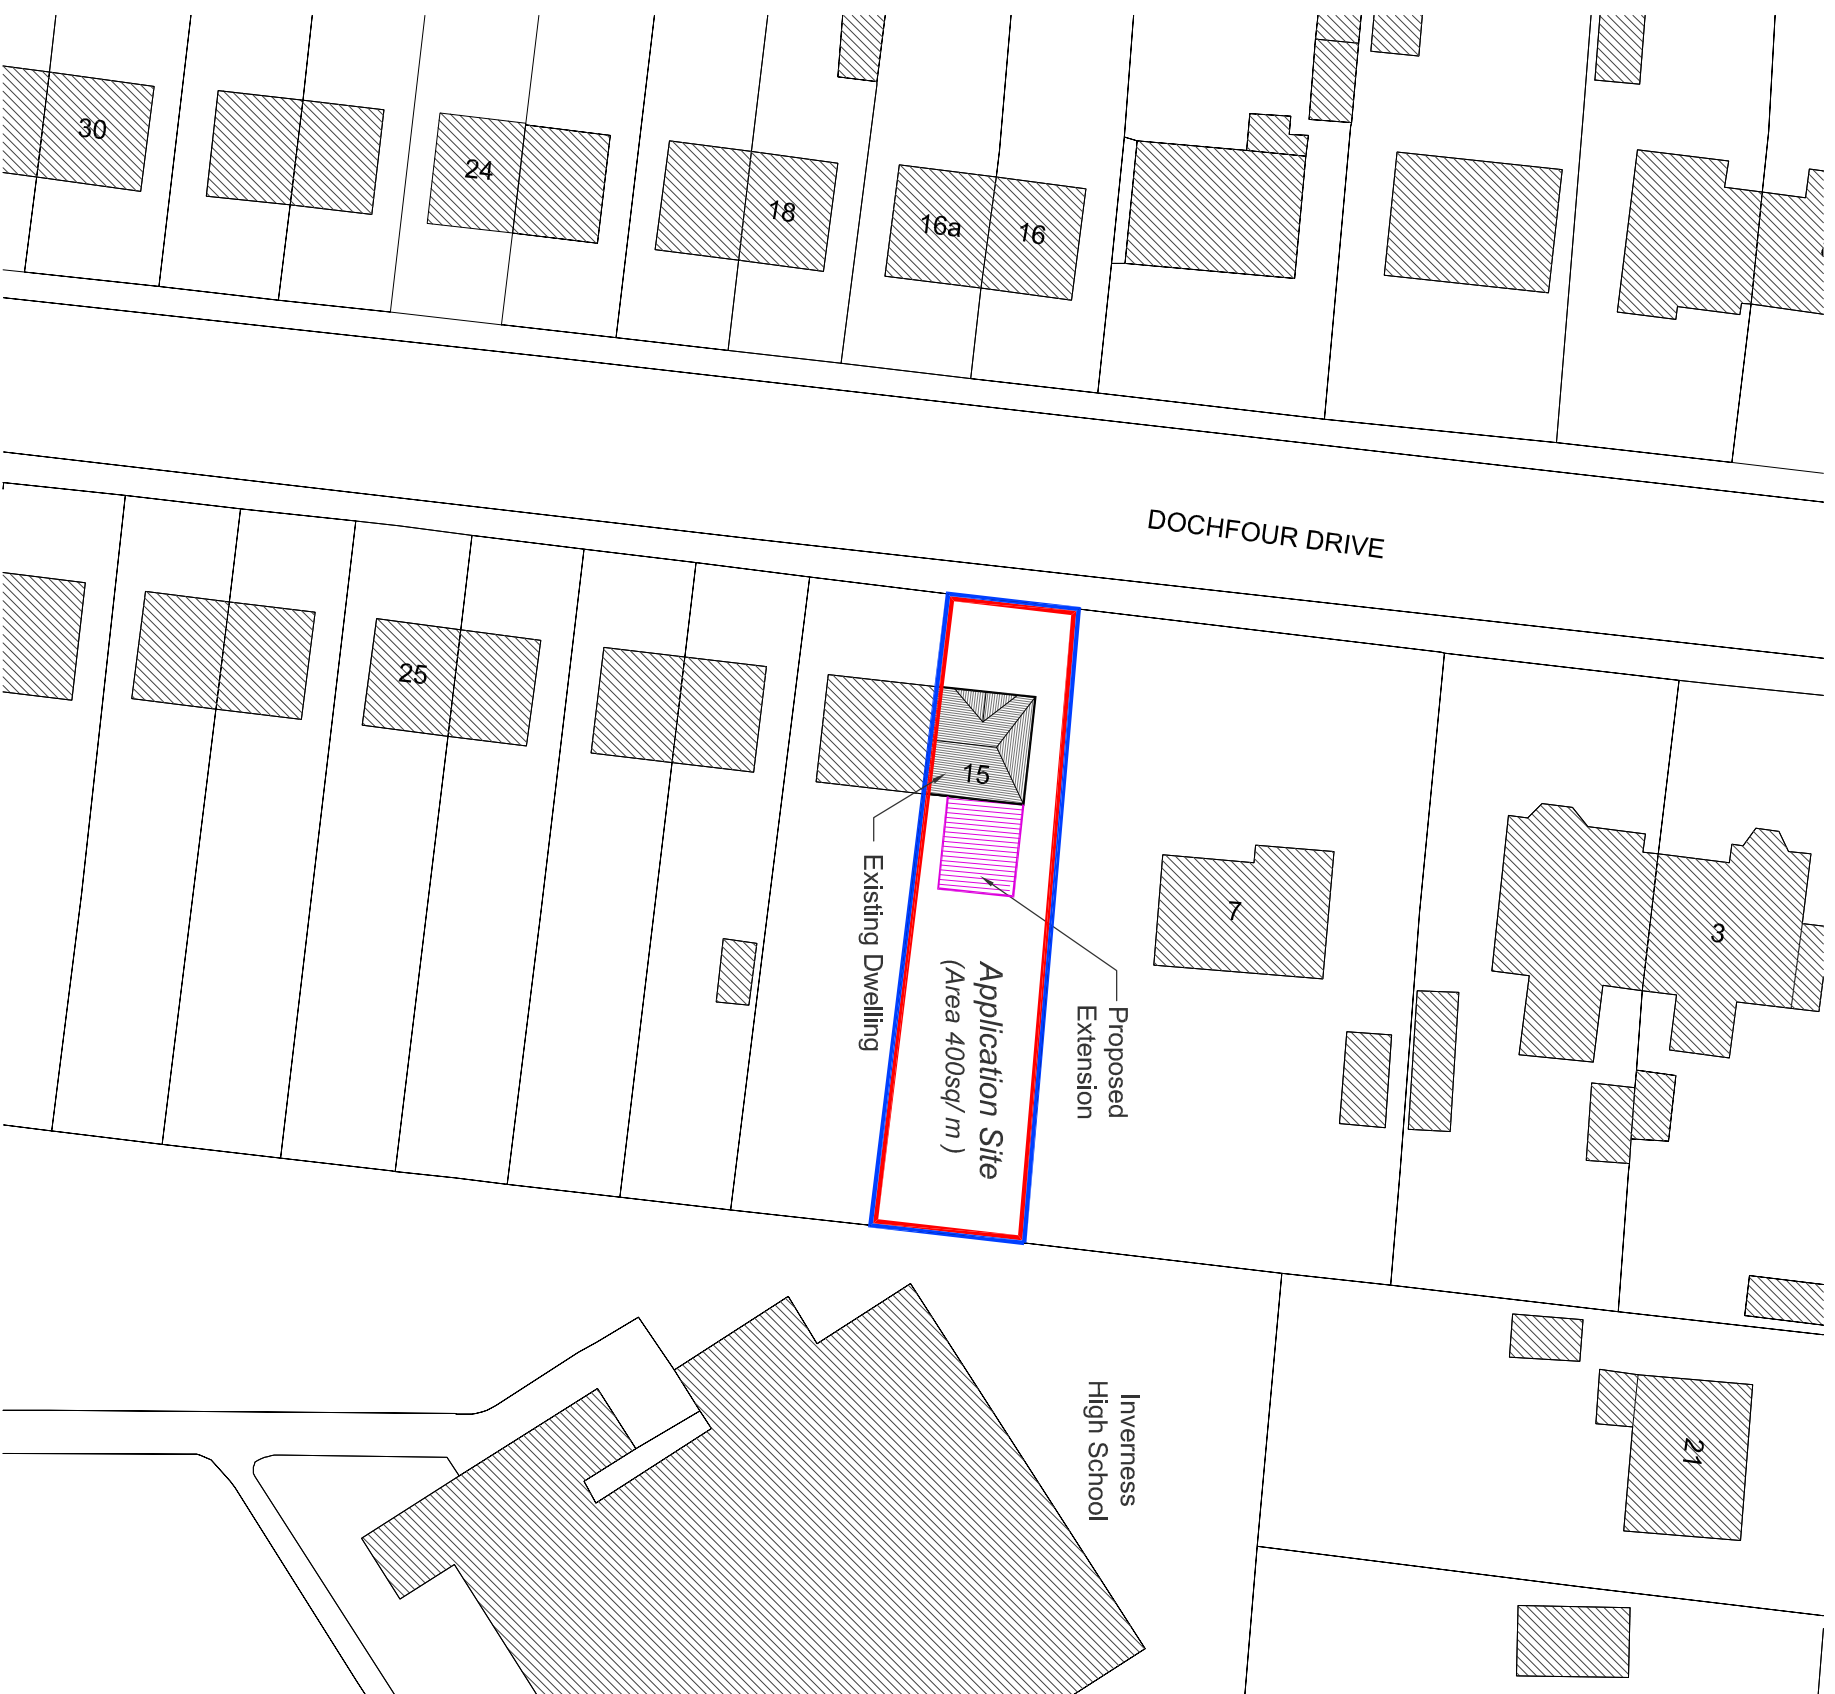 30
24
18
16a
16
DOCHFOUR DRIVE
25
15
7
3
Existing Dwelling
Proposed
Extension
Application Site
(Area 400sq/m)
Inverness
High School
21